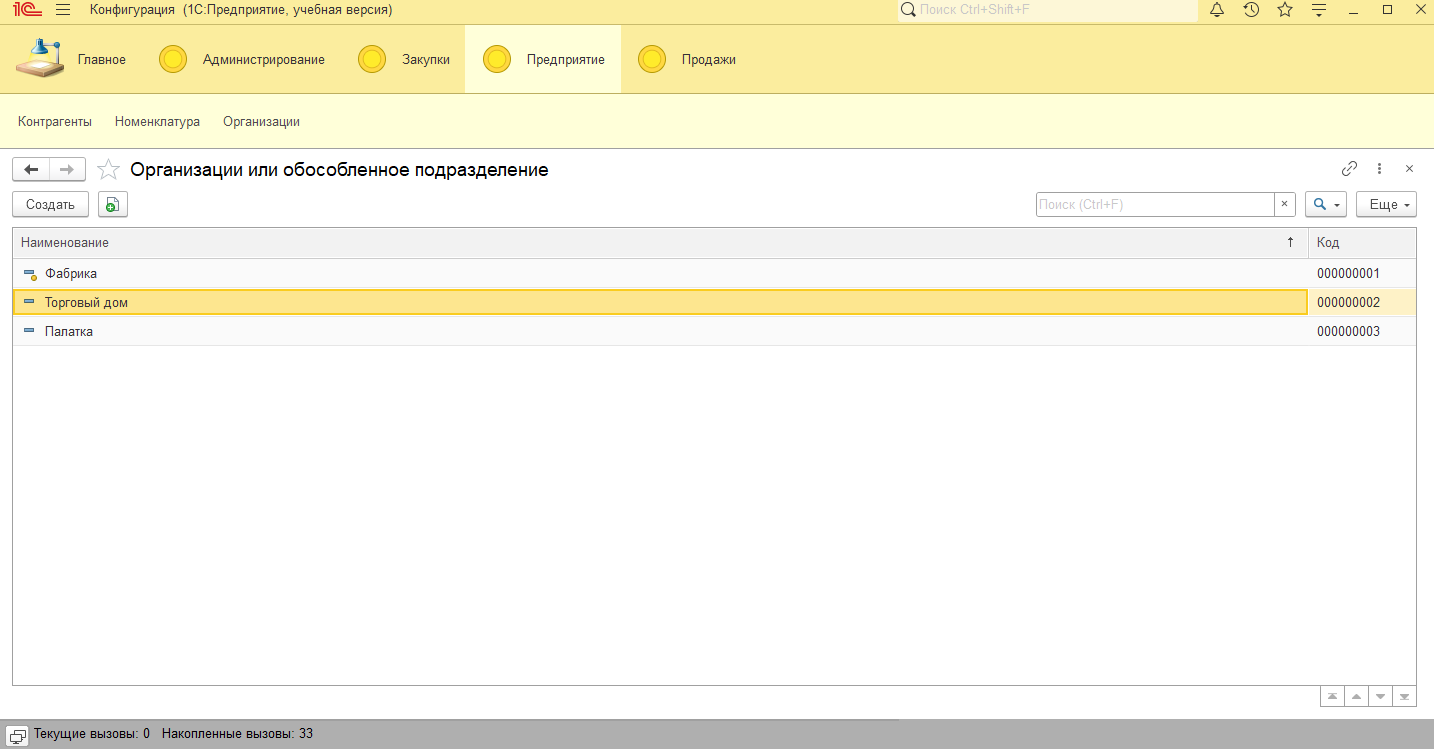 1С Конфигурация (1С:Предприятие, учебная версия) Поиск Ctrl+Shift+F
Главное Администрирование Закупки Предприятие Продажи
Контрагенты Номенклатура Организации
Организации или обособленное подразделение
Создать Поиск (Ctrl+F) × Еще
Наименование ↑ Код
Фабрика 000000001
Торговый дом 000000002
Палатка 000000003
Текущие вызовы: 0 Накопленные вызовы: 33